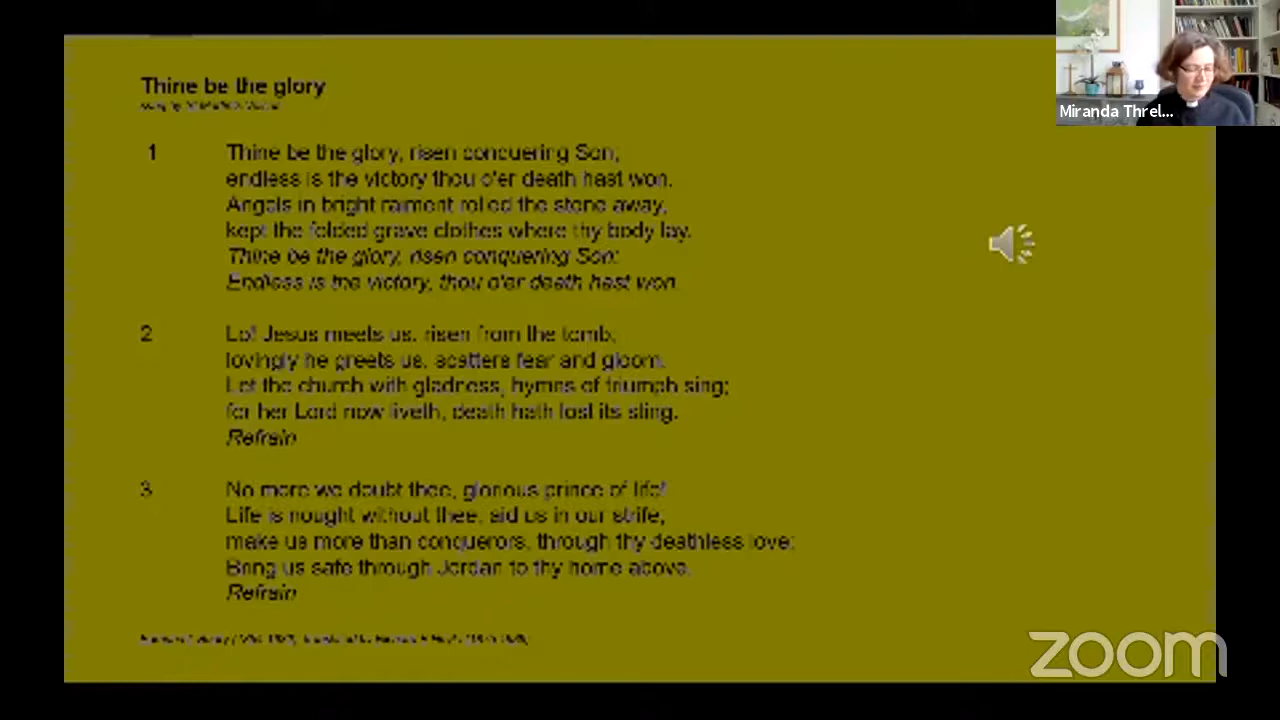 Thine be the glory
Miranda Threl...
1 Thine be the glory, risen conquering Son;
endless is the victory thou o'er death hast won.
Angels in bright raiment rolled the stone away,
kept the folded grave clothes where thy body lay.
Thine be the glory, risen conquering Son:
Endless is the victory, thou o'er death hast won
2 Lo! Jesus meets us, risen from the tomb,
lovingly he greets us, scatters fear and gloom.
Let the church with gladness, hymns of triumph sing;
for her Lord now liveth, death hath lost its sting.
Refrain
3 No more we doubt thee, glorious prince of life!
Life is nought without thee, aid us in our strife,
make us more than conquerors, through thy deathless love;
Bring us safe through Jordan to thy home above.
Refrain
zoom